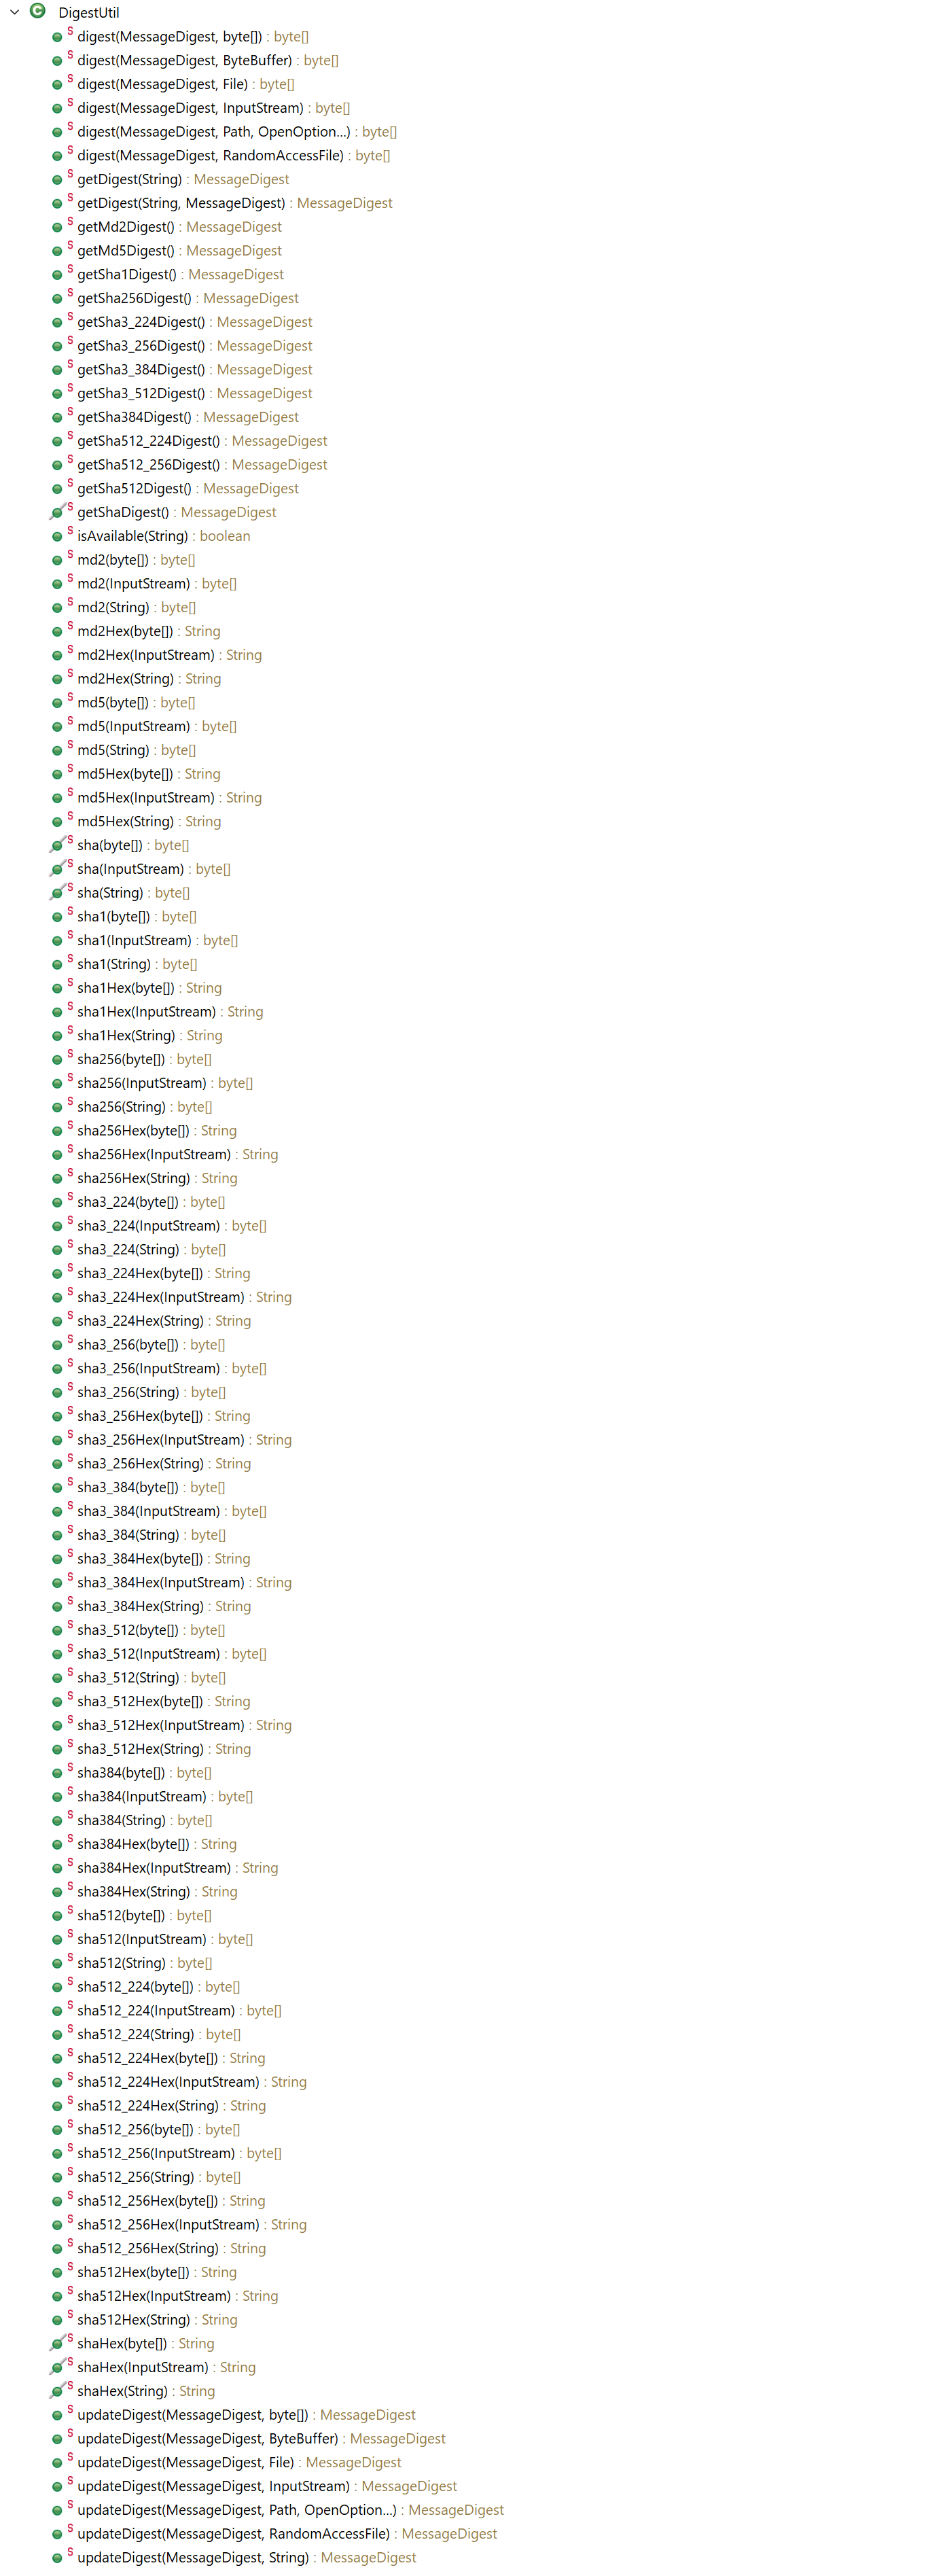 DigestUtil
digest(MessageDigest, byte[]) : byte[]
digest(MessageDigest, ByteBuffer) : byte[]
digest(MessageDigest, File) : byte[]
digest(MessageDigest, InputStream) : byte[]
digest(MessageDigest, Path, OpenOption...) : byte[]
digest(MessageDigest, RandomAccessFile) : byte[]
getDigest(String) : MessageDigest
getDigest(String, MessageDigest) : MessageDigest
getMd2Digest() : MessageDigest
getMd5Digest() : MessageDigest
getSha1Digest() : MessageDigest
getSha256Digest() : MessageDigest
getSha3_224Digest() : MessageDigest
getSha3_256Digest() : MessageDigest
getSha3_384Digest() : MessageDigest
getSha3_512Digest() : MessageDigest
getSha384Digest() : MessageDigest
getSha512_224Digest() : MessageDigest
getSha512_256Digest() : MessageDigest
getSha512Digest() : MessageDigest
getShaDigest() : MessageDigest
isAvailable(String) : boolean
md2(byte[]) : byte[]
md2(InputStream) : byte[]
md2(String) : byte[]
md2Hex(byte[]) : String
md2Hex(InputStream) : String
md2Hex(String) : String
md5(byte[]) : byte[]
md5(InputStream) : byte[]
md5(String) : byte[]
md5Hex(byte[]) : String
md5Hex(InputStream) : String
md5Hex(String) : String
sha(byte[]) : byte[]
sha(InputStream) : byte[]
sha(String) : byte[]
sha1(byte[]) : byte[]
sha1(InputStream) : byte[]
sha1(String) : byte[]
sha1Hex(byte[]) : String
sha1Hex(InputStream) : String
sha1Hex(String) : String
sha256(byte[]) : byte[]
sha256(InputStream) : byte[]
sha256(String) : byte[]
sha256Hex(byte[]) : String
sha256Hex(InputStream) : String
sha256Hex(String) : String
sha3_224(byte[]) : byte[]
sha3_224(InputStream) : byte[]
sha3_224(String) : byte[]
sha3_224Hex(byte[]) : String
sha3_224Hex(InputStream) : String
sha3_224Hex(String) : String
sha3_256(byte[]) : byte[]
sha3_256(InputStream) : byte[]
sha3_256(String) : byte[]
sha3_256Hex(byte[]) : String
sha3_256Hex(InputStream) : String
sha3_256Hex(String) : String
sha3_384(byte[]) : byte[]
sha3_384(InputStream) : byte[]
sha3_384(String) : byte[]
sha3_384Hex(byte[]) : String
sha3_384Hex(InputStream) : String
sha3_384Hex(String) : String
sha3_512(byte[]) : byte[]
sha3_512(InputStream) : byte[]
sha3_512(String) : byte[]
sha3_512Hex(byte[]) : String
sha3_512Hex(InputStream) : String
sha3_512Hex(String) : String
sha384(byte[]) : byte[]
sha384(InputStream) : byte[]
sha384(String) : byte[]
sha384Hex(byte[]) : String
sha384Hex(InputStream) : String
sha384Hex(String) : String
sha512(byte[]) : byte[]
sha512(InputStream) : byte[]
sha512(String) : byte[]
sha512_224(byte[]) : byte[]
sha512_224(InputStream) : byte[]
sha512_224(String) : byte[]
sha512_224Hex(byte[]) : String
sha512_224Hex(InputStream) : String
sha512_224Hex(String) : String
sha512_256(byte[]) : byte[]
sha512_256(InputStream) : byte[]
sha512_256(String) : byte[]
sha512_256Hex(byte[]) : String
sha512_256Hex(InputStream) : String
sha512_256Hex(String) : String
sha512Hex(byte[]) : String
sha512Hex(InputStream) : String
sha512Hex(String) : String
shaHex(byte[]) : String
shaHex(InputStream) : String
shaHex(String) : String
updateDigest(MessageDigest, byte[]) : MessageDigest
updateDigest(MessageDigest, ByteBuffer) : MessageDigest
updateDigest(MessageDigest, File) : MessageDigest
updateDigest(MessageDigest, InputStream) : MessageDigest
updateDigest(MessageDigest, Path, OpenOption...) : MessageDigest
updateDigest(MessageDigest, RandomAccessFile) : MessageDigest
updateDigest(MessageDigest, String) : MessageDigest